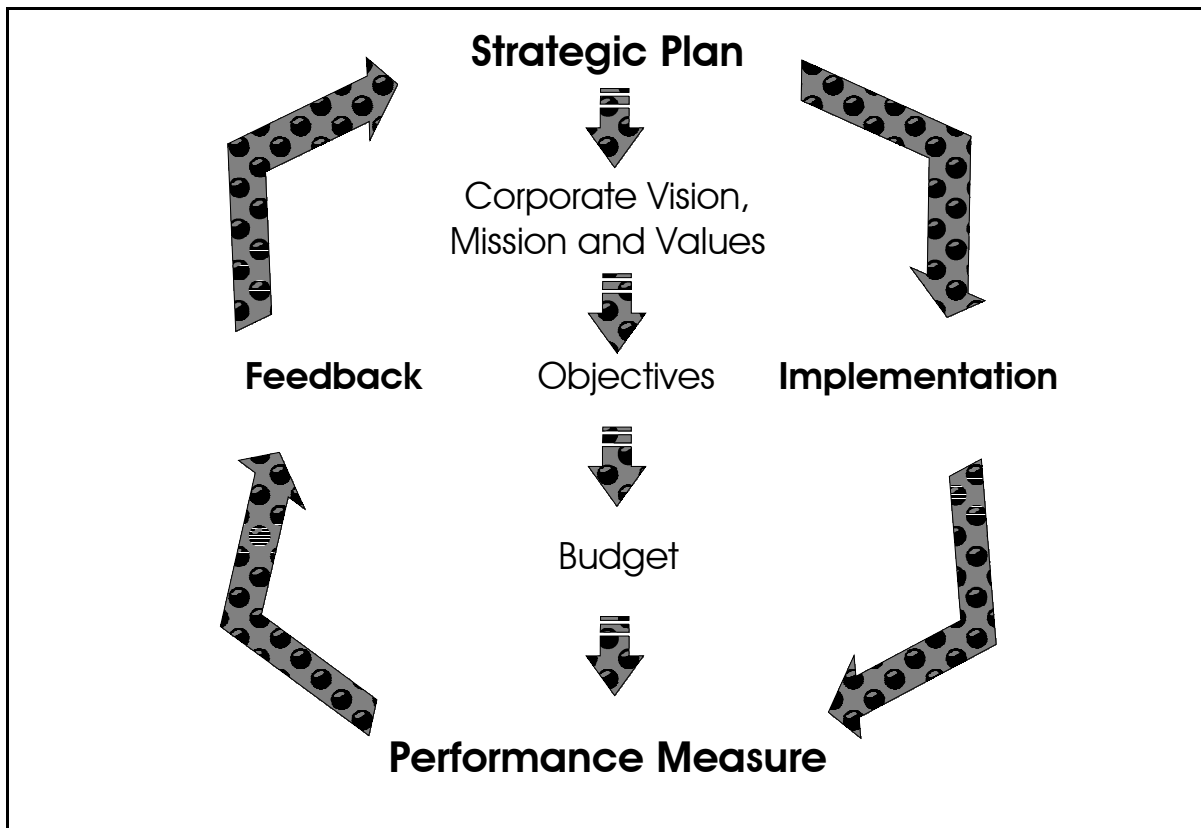 Strategic Plan
Corporate Vision,
Mission and Values
Feedback
Objectives
Implementation
Budget
Performance Measure